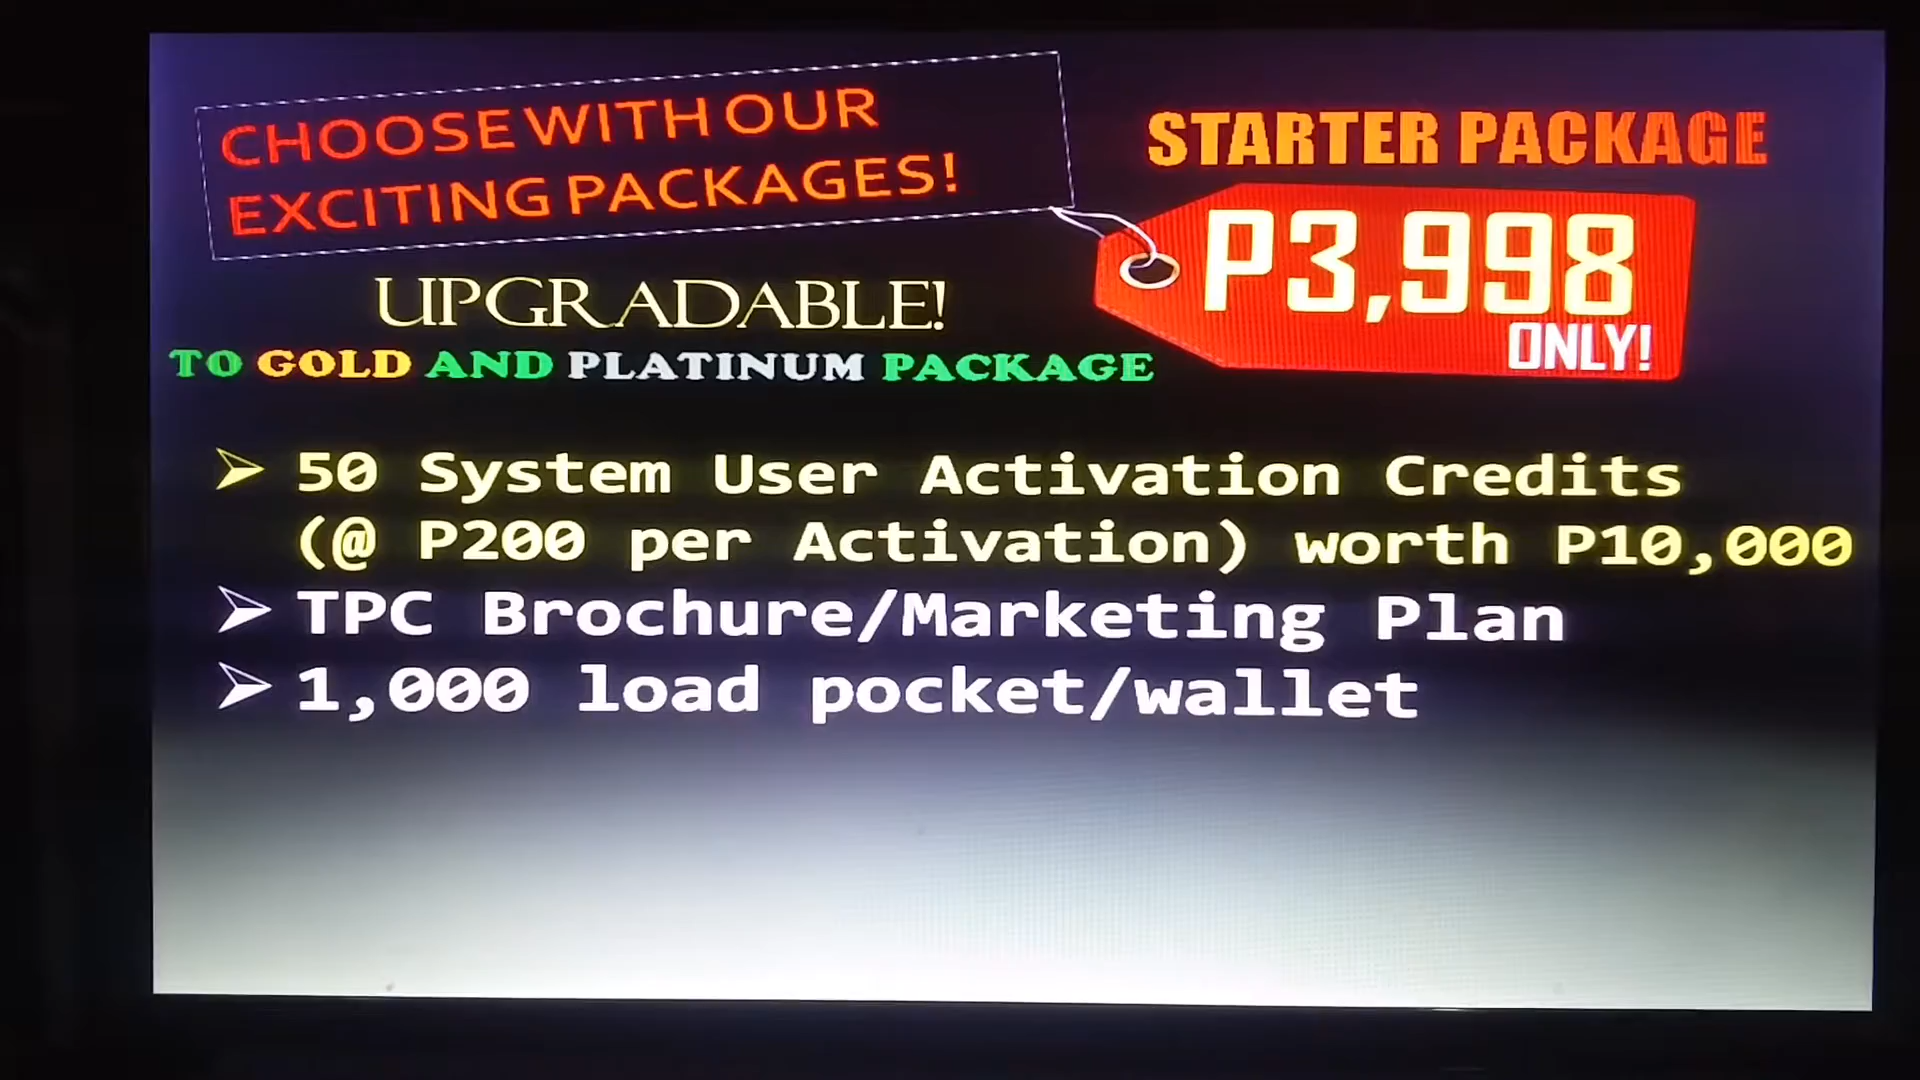 CHOOSE WITH OUR
EXCITING PACKAGES!
STARTER PACKAGE
P3,998
ONLY!
UPGRADABLE!
TO GOLD AND PLATINUM PACKAGE
➢ 50 System User Activation Credits
(@ P200 per Activation) worth P10,000
➢ TPC Brochure/Marketing Plan
➢ 1,000 load pocket/wallet